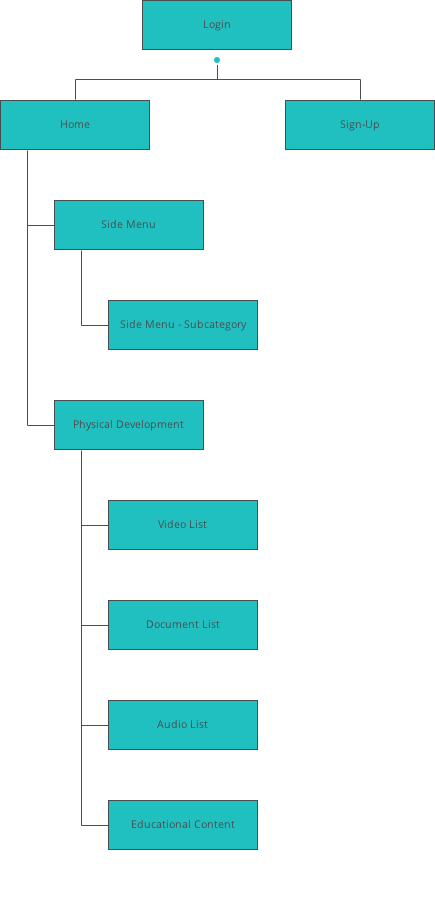 Login
Home
Sign-Up
Side Menu
Side Menu - Subcategory
Physical Development
Video List
Document List
Audio List
Educational Content